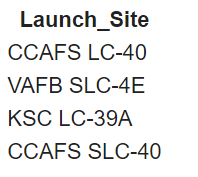 Launch_Site
CCAFS LC-40
VAFB SLC-4E
KSC LC-39A
CCAFS SLC-40